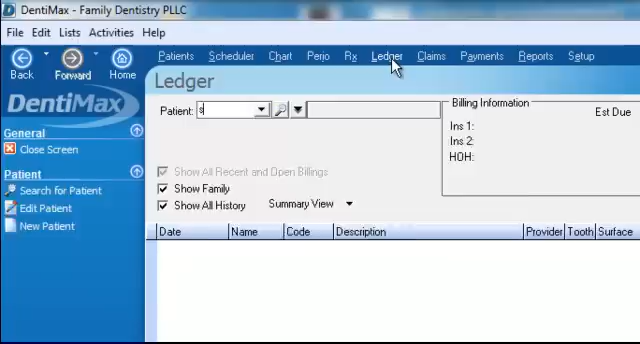 DentiMax - Family Dentistry PLLC
File Edit Lists Activities Help
Back Forward Home
Patients Scheduler Chart Perio Rx Ledger Claims Payments Reports Setup
DentiMax
Ledger
General
Close Screen
Patient
Search for Patient
Edit Patient
New Patient
Patient: s
Billing Information
Est Due
Ins 1:
Ins 2:
HOH:
Show All Recent and Open Billings
Show Family
Show All History Summary View
Date Name Code Description Provider Tooth Surface